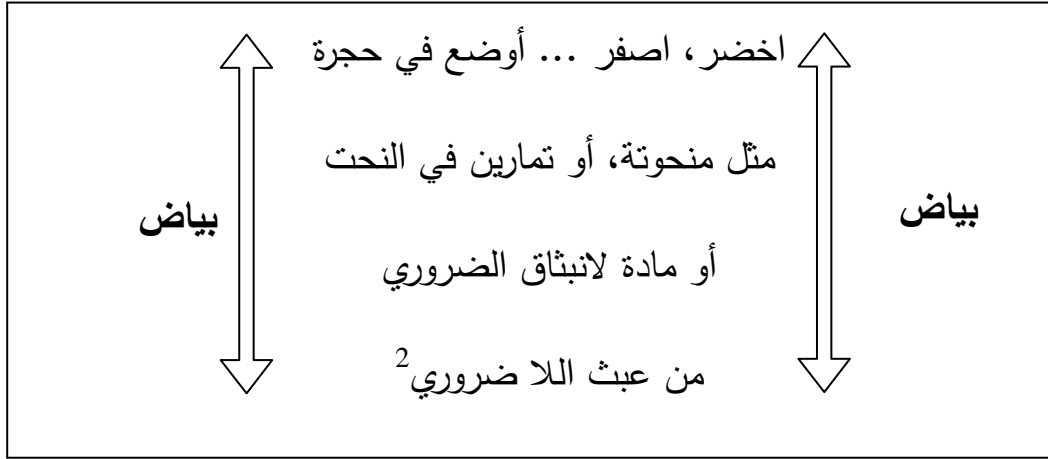 اخضر، اصفر ... أوضع في حجرة
مثل منحوتة، أو تمارين في النحت
بياض
بياض
أو مادة لانبثاق الضروري
من عبث اللا ضروري2